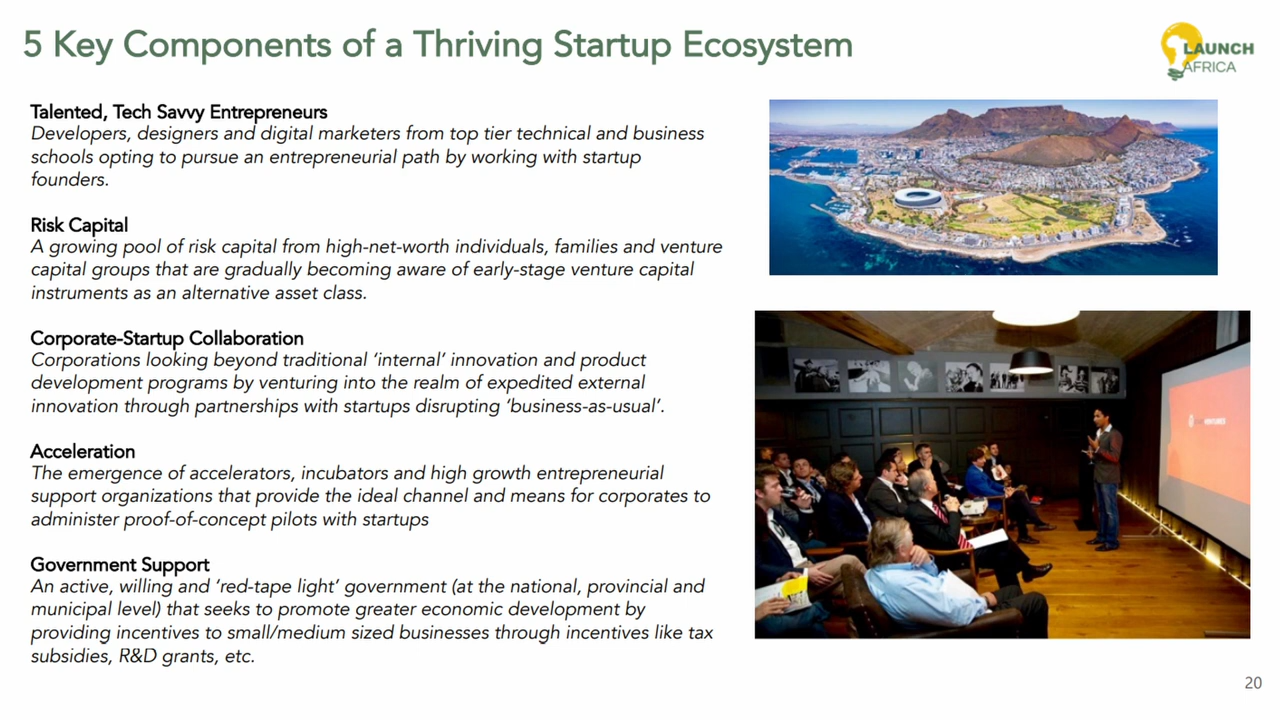 5 Key Components of a Thriving Startup Ecosystem
LAUNCH
AFRICA
Talented, Tech Savvy Entrepreneurs
Developers, designers and digital marketers from top tier technical and business
schools opting to pursue an entrepreneurial path by working with startup
founders.
Risk Capital
A growing pool of risk capital from high-net-worth individuals, families and venture
capital groups that are gradually becoming aware of early-stage venture capital
instruments as an alternative asset class.
Corporate-Startup Collaboration
Corporations looking beyond traditional ‘internal’ innovation and product
development programs by venturing into the realm of expedited external
innovation through partnerships with startups disrupting ‘business-as-usual’.
Acceleration
The emergence of accelerators, incubators and high growth entrepreneurial
support organizations that provide the ideal channel and means for corporates to
administer proof-of-concept pilots with startups
Government Support
An active, willing and ‘red-tape light’ government (at the national, provincial and
municipal level) that seeks to promote greater economic development by
providing incentives to small/medium sized businesses through incentives like tax
subsidies, R&D grants, etc.
20